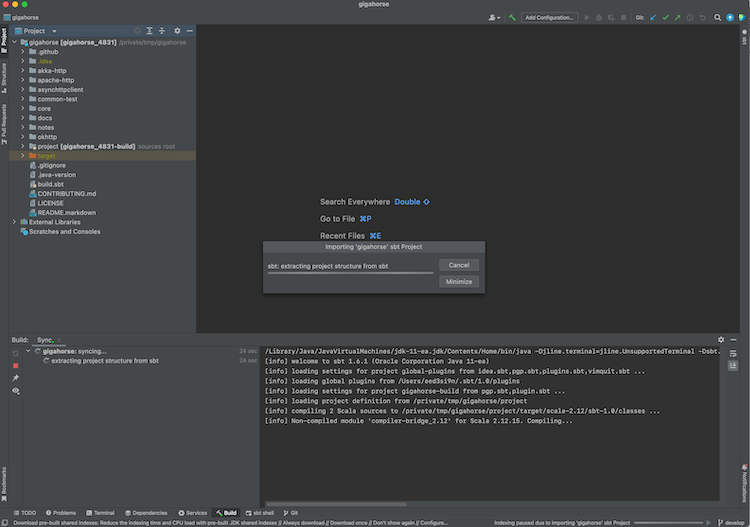 gigahorse
gigahorse
Add Configuration...
Git:
Project
gigahorse [gigahorse_4831] /private/tmp/gigahorse
.github
.idea
akka-http
apache-http
asynchttpclient
common-test
core
docs
notes
okhttp
project [gigahorse_4831-build] sources root
target
.gitignore
.java-version
build.sbt
CONTRIBUTING.md
LICENSE
README.markdown
External Libraries
Scratches and Consoles
Project
Structure
Pull Requests
Bookmarks
sbt
Notifications
Search Everywhere Double ⇧
Go to File ⌘P
Recent Files ⌘E
Importing 'gigahorse' sbt Project
sbt: extracting project structure from sbt
Cancel
Minimize
Build: Sync
gigahorse: syncing... 24 sec
extracting project structure from sbt 24 sec
/Library/Java/JavaVirtualMachines/jdk-11-ea.jdk/Contents/Home/bin/java -Djline.terminal=jline.UnsupportedTerminal -Dsbt.
[info] welcome to sbt 1.6.1 (Oracle Corporation Java 11-ea)
[info] loading settings for project global-plugins from idea.sbt,pgp.sbt,plugins.sbt,vimquit.sbt ...
[info] loading global plugins from /Users/eed3si9n/.sbt/1.0/plugins
[info] loading settings for project gigahorse-build from pgp.sbt,plugin.sbt ...
[info] loading project definition from /private/tmp/gigahorse/project
[info] compiling 2 Scala sources to /private/tmp/gigahorse/project/target/scala-2.12/sbt-1.0/classes ...
[info] Non-compiled module 'compiler-bridge_2.12' for Scala 2.12.15. Compiling...
TODO Problems Terminal Dependencies Services Build sbt shell Git
Download pre-built shared indexes: Reduce the indexing time and CPU load with pre-built JDK shared indexes // Always download // Download once // Don't show again // Configure...
Indexing paused due to Importing 'gigahorse' sbt Project